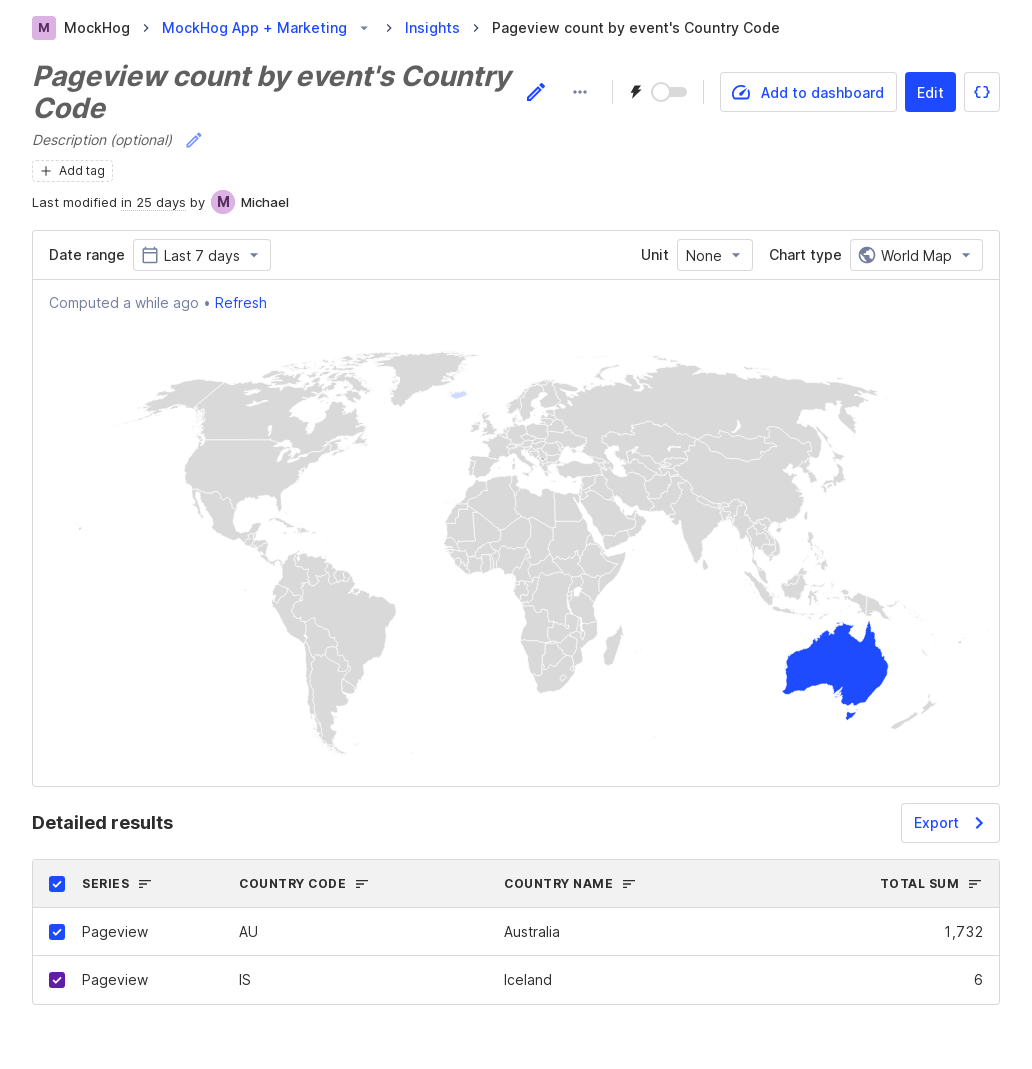 M MockHog MockHog App + Marketing Insights Pageview count by event's Country Code
Pageview count by event's Country
Code
Add to dashboard Edit
Description (optional)
Add tag
Last modified in 25 days by M Michael
Date range Last 7 days Unit None Chart type World Map
Computed a while ago • Refresh
Detailed results Export
SERIES COUNTRY CODE COUNTRY NAME TOTAL SUM
Pageview AU Australia 1,732
Pageview IS Iceland 6